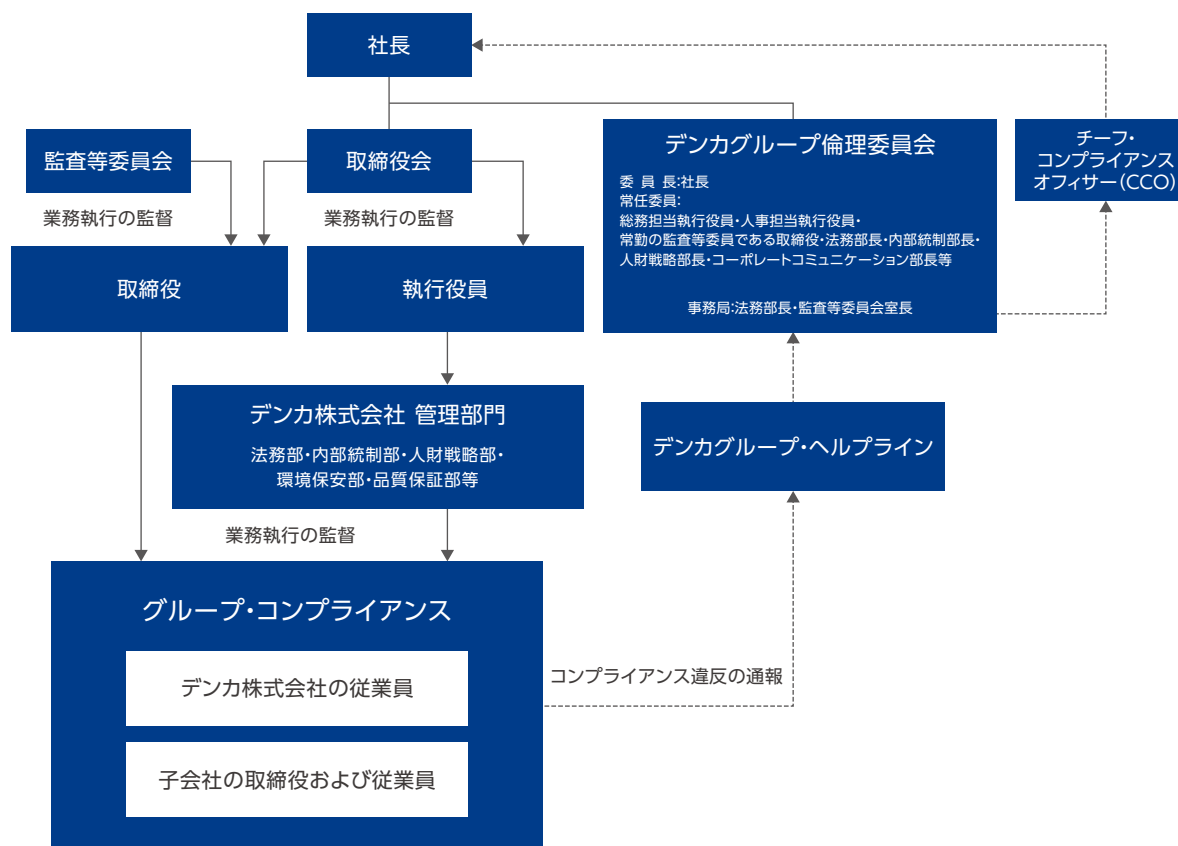 社長
監査等委員会
取締役会
デンカグループ倫理委員会
委 員 長:社長
常任委員:
総務担当執行役員・人事担当執行役員・
常勤の監査等委員である取締役・法務部長・内部統制部長・
人財戦略部長・コーポレートコミュニケーション部長等
事務局:法務部長・監査等委員会室長
チーフ・
コンプライアンス
オフィサー(CCO)
業務執行の監督
業務執行の監督
取締役
執行役員
デンカ株式会社 管理部門
法務部・内部統制部・人財戦略部・
環境保安部・品質保証部等
デンカグループ・ヘルプライン
業務執行の監督
グループ・コンプライアンス
デンカ株式会社の従業員
子会社の取締役および従業員
コンプライアンス違反の通報